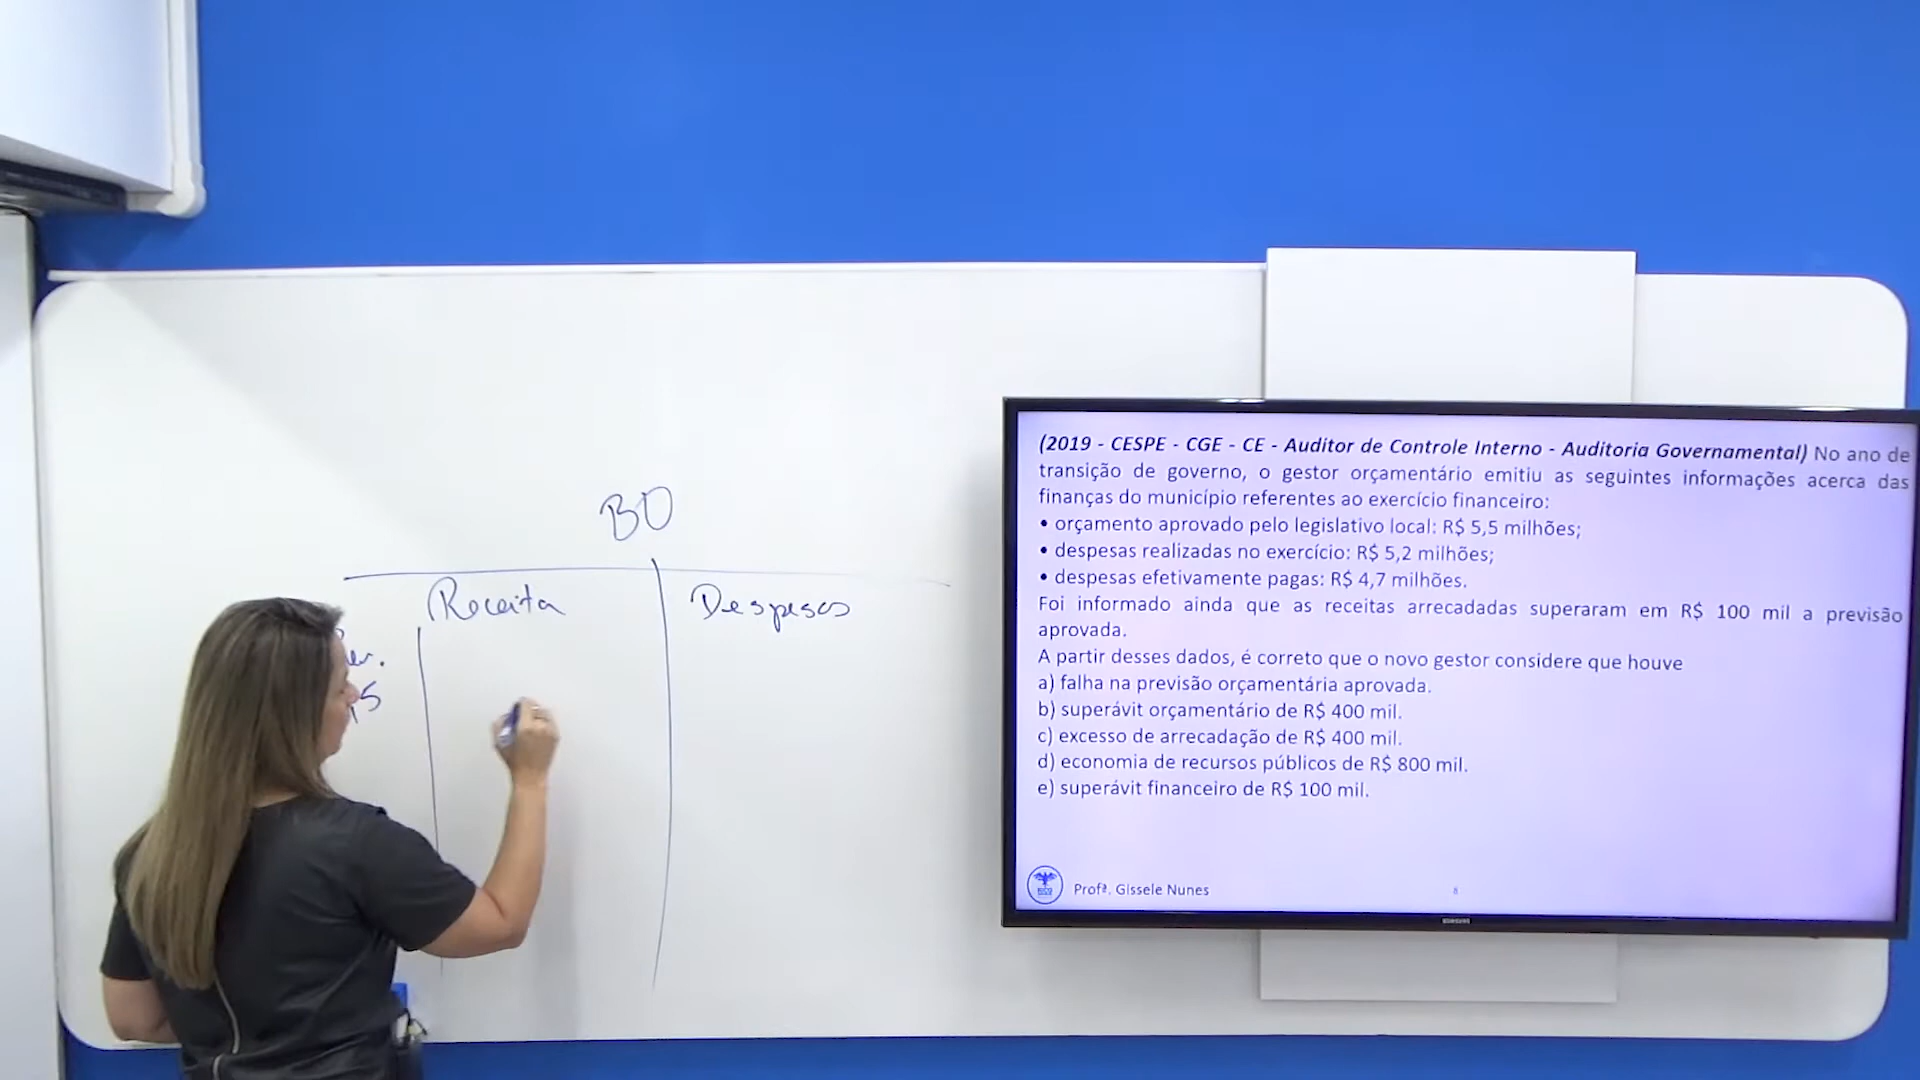 BO
Receita
Despesas
(2019 - CESPE - CGE - CE - Auditor de Controle Interno - Auditoria Governamental) No ano de
transição de governo, o gestor orçamentário emitiu as seguintes informações acerca das
finanças do município referentes ao exercício financeiro:
• orçamento aprovado pelo legislativo local: R$ 5,5 milhões;
• despesas realizadas no exercício: R$ 5,2 milhões;
• despesas efetivamente pagas: R$ 4,7 milhões.
Foi informado ainda que as receitas arrecadadas superaram em R$ 100 mil a previsão
aprovada.
A partir desses dados, é correto que o novo gestor considere que houve
a) falha na previsão orçamentária aprovada.
b) superávit orçamentário de R$ 400 mil.
c) excesso de arrecadação de R$ 400 mil.
d) economia de recursos públicos de R$ 800 mil.
e) superávit financeiro de R$ 100 mil.
Profª. Gissele Nunes
8
SAMSUNG